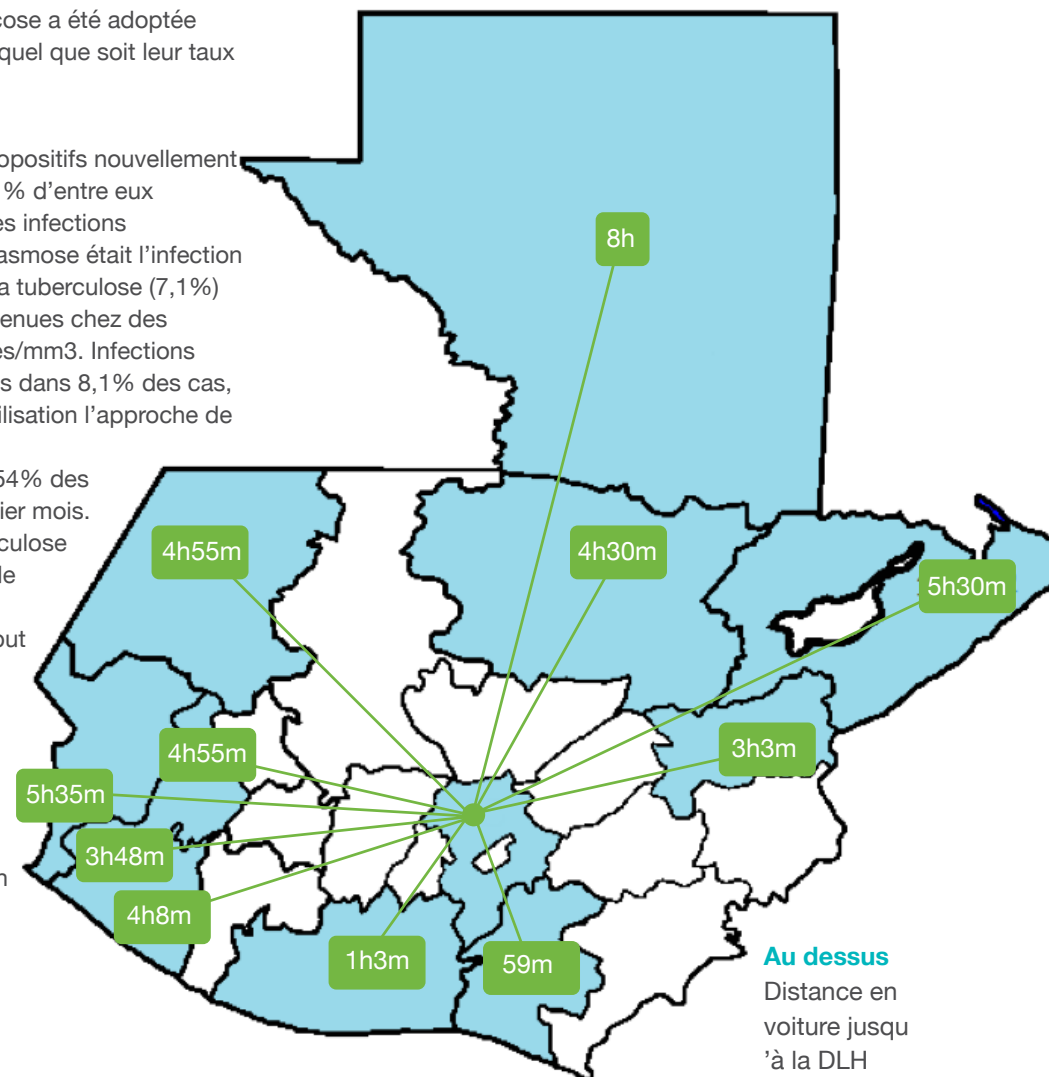 cose a été adoptée
quel que soit leur taux
opositifs nouvellement
1% d'entre eux
es infections
asmose était l'infection
a tuberculose (7,1%)
enues chez des
es/mm3. Infections
s dans 8,1% des cas,
ilisation l'approche de
54% des
ier mois.
culose
le
out
n
8h
4h55m
4h30m
5h30m
4h55m
3h3m
5h35m
3h48m
4h8m
1h3m
59m
Au dessus
Distance en
voiture jusqu
'à la DLH